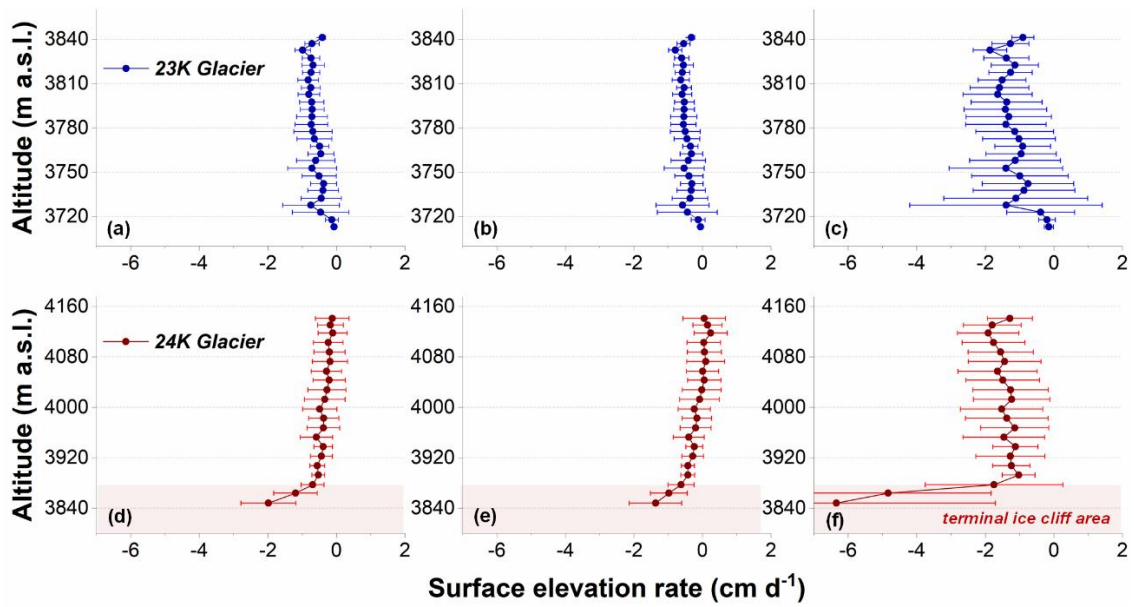 Altitude (m a.s.l.)
3840
3810
3780
3750
3720
23K Glacier
(a)
-6 -4 -2 0 2
3840
3810
3780
3750
3720
(b)
-6 -4 -2 0 2
3840
3810
3780
3750
3720
(c)
-6 -4 -2 0 2
Altitude (m a.s.l.)
4160
4080
4000
3920
3840
24K Glacier
(d)
-6 -4 -2 0 2
4160
4080
4000
3920
3840
(e)
-6 -4 -2 0
4160
4080
4000
3920
3840
terminal ice cliff area
(f)
-6 -4 -2 0 2
Surface elevation rate (cm d⁻¹)